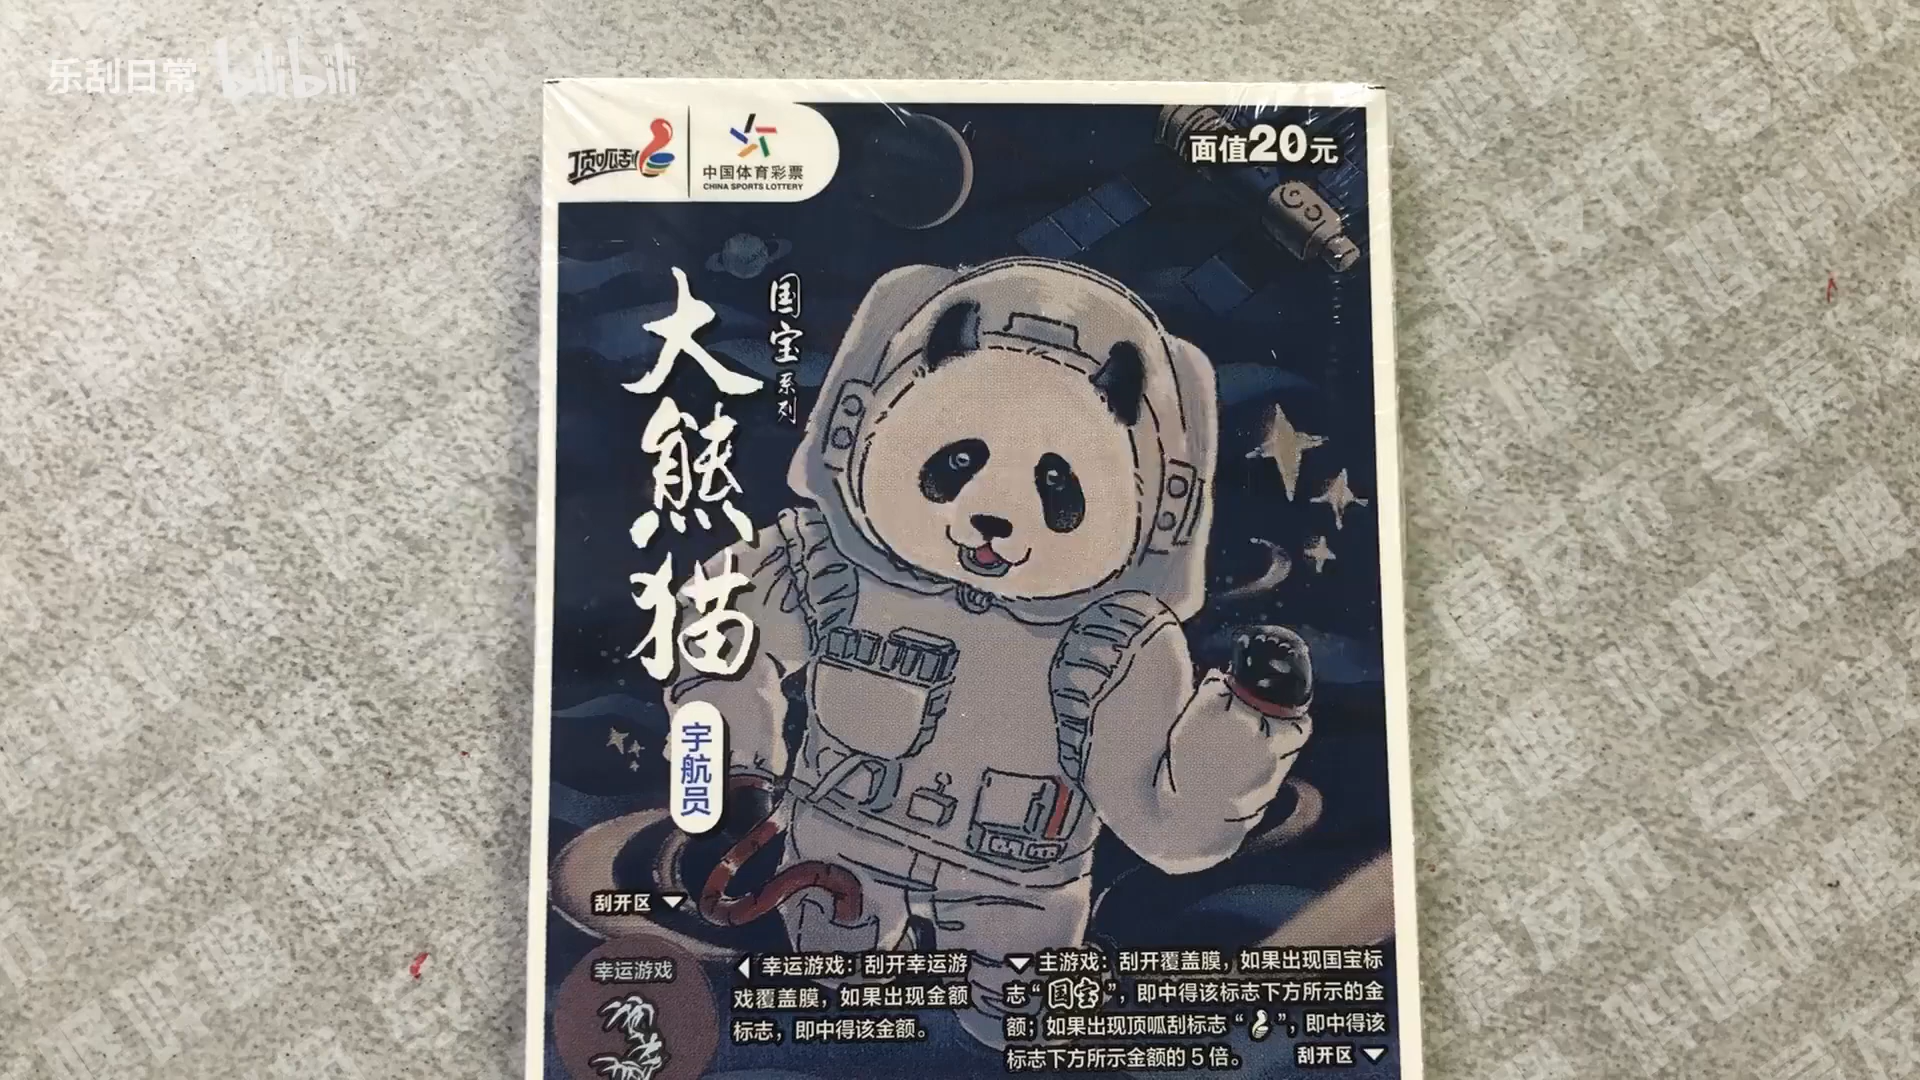 乐刮日常 bilibili
顶呱刮
中国体育彩票
CHINA SPORTS LOTTERY
面值20元
国宝系列
大熊猫
宇航员
刮开区
幸运游戏
幸运游戏：刮开幸运游
戏覆盖膜，如果出现金额
标志，即中得该金额。
主游戏：刮开覆盖膜，如果出现国宝标
志“国宝”，即中得该标志下方所示的金
额；如果出现顶呱刮标志“”，即中得该
标志下方所示金额的5倍。
刮开区